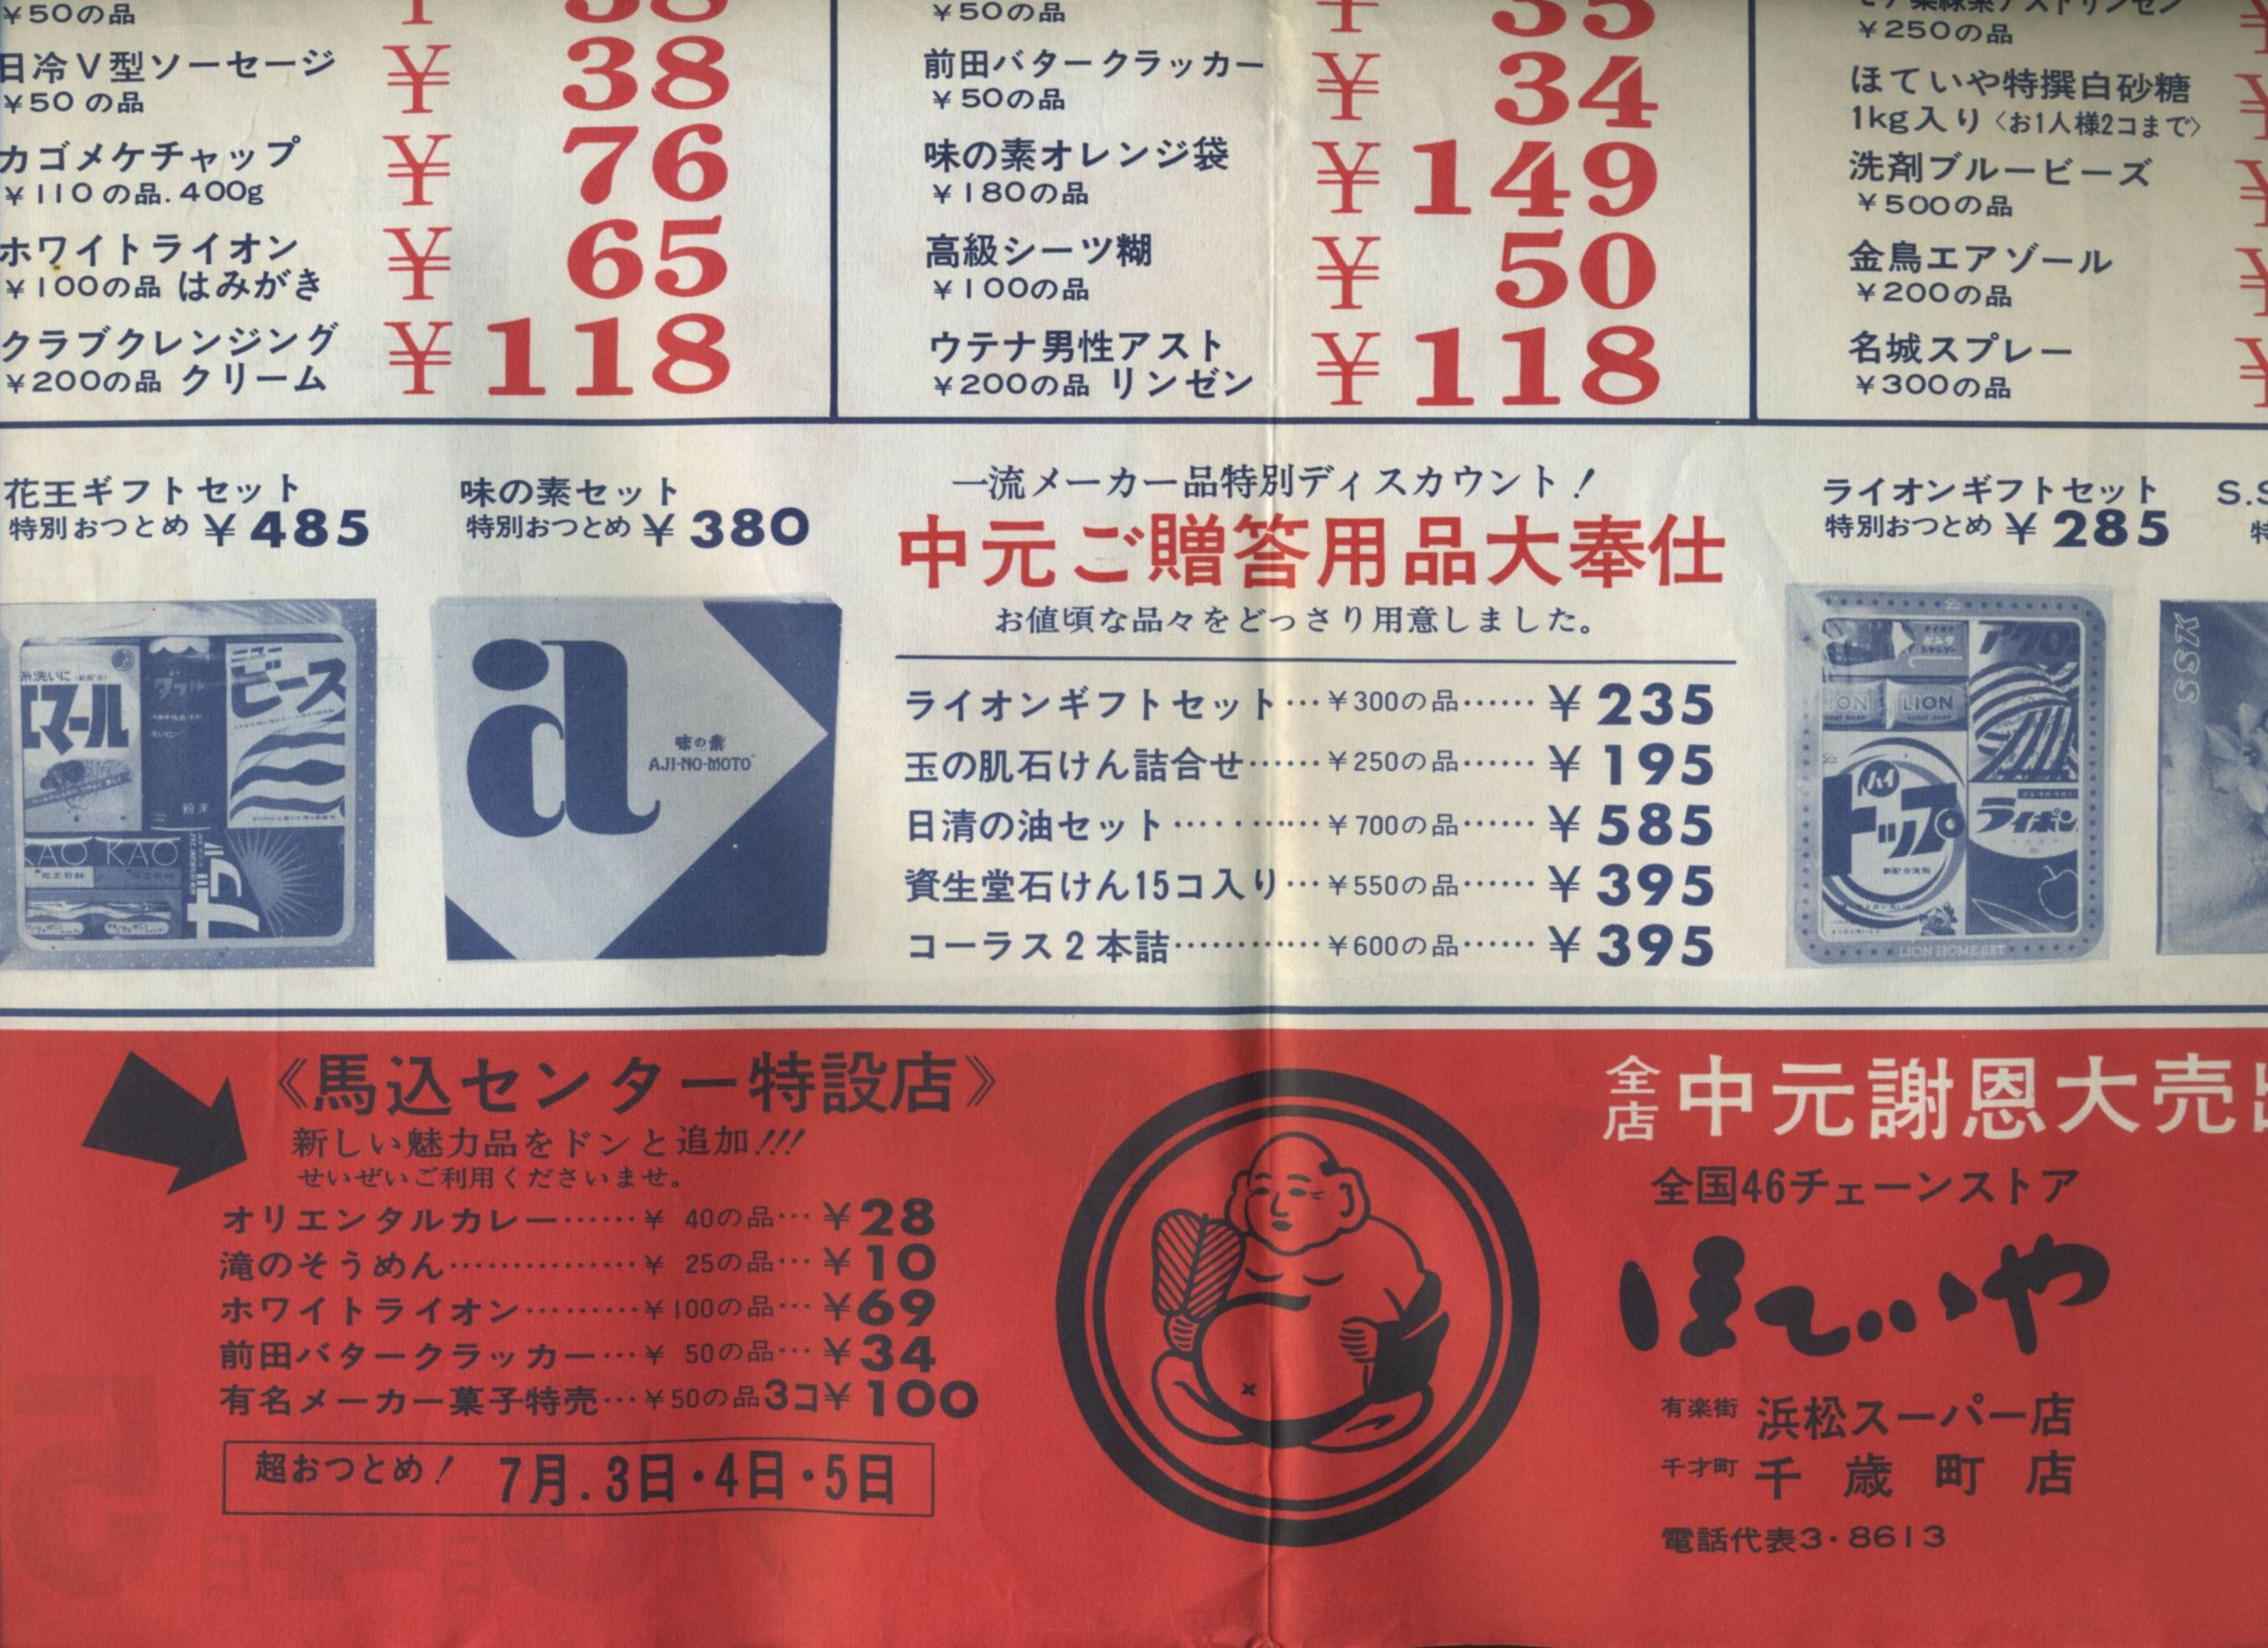 ¥50の品
日冷V型ソーセージ ¥38
¥50の品
カゴメケチャップ ¥76
¥110の品.400g
ホワイトライオン ¥65
¥100の品 はみがき
クラブクレンジング ¥118
¥200の品 クリーム
¥50の品
前田バタークラッカー ¥34
¥50の品
味の素オレンジ袋 ¥149
¥180の品
高級シーツ糊 ¥50
¥100の品
ウテナ男性アスト ¥118
¥200の品 リンゼン
¥250の品
ほていや特撰白砂糖
1kg入り〈お1人様2コまで〉
洗剤ブルービーズ
¥500の品
金鳥エアゾール
¥200の品
名城スプレー
¥300の品
花王ギフトセット
特別おつとめ ¥485
味の素セット
特別おつとめ ¥380
味の素
AJI-NO-MOTO
KAO KAO
一流メーカー品特別ディスカウント!
中元ご贈答用品大奉仕
お値頃な品々をどっさり用意しました。
ライオンギフトセット…¥300の品……¥235
玉の肌石けん詰合せ……¥250の品……¥195
日清の油セット…………¥700の品……¥585
資生堂石けん15コ入り…¥550の品……¥395
コーラス2本詰…………¥600の品……¥395
ライオンギフトセット
特別おつとめ ¥285
LION
トップ
ライポン
LION HOME SET
SSK
《馬込センター特設店》
新しい魅力品をドンと追加!!!
せいぜいご利用くださいませ。
オリエンタルカレー……¥40の品…¥28
滝のそうめん……………¥25の品…¥10
ホワイトライオン………¥100の品…¥69
前田バタークラッカー…¥50の品…¥34
有名メーカー菓子特売…¥50の品3コ¥100
超おつとめ! 7月.3日・4日・5日
全店 中元謝恩大売
全国46チェーンストア
ほていや
有楽街 浜松スーパー店
千才町 千歳町店
電話代表3・8613